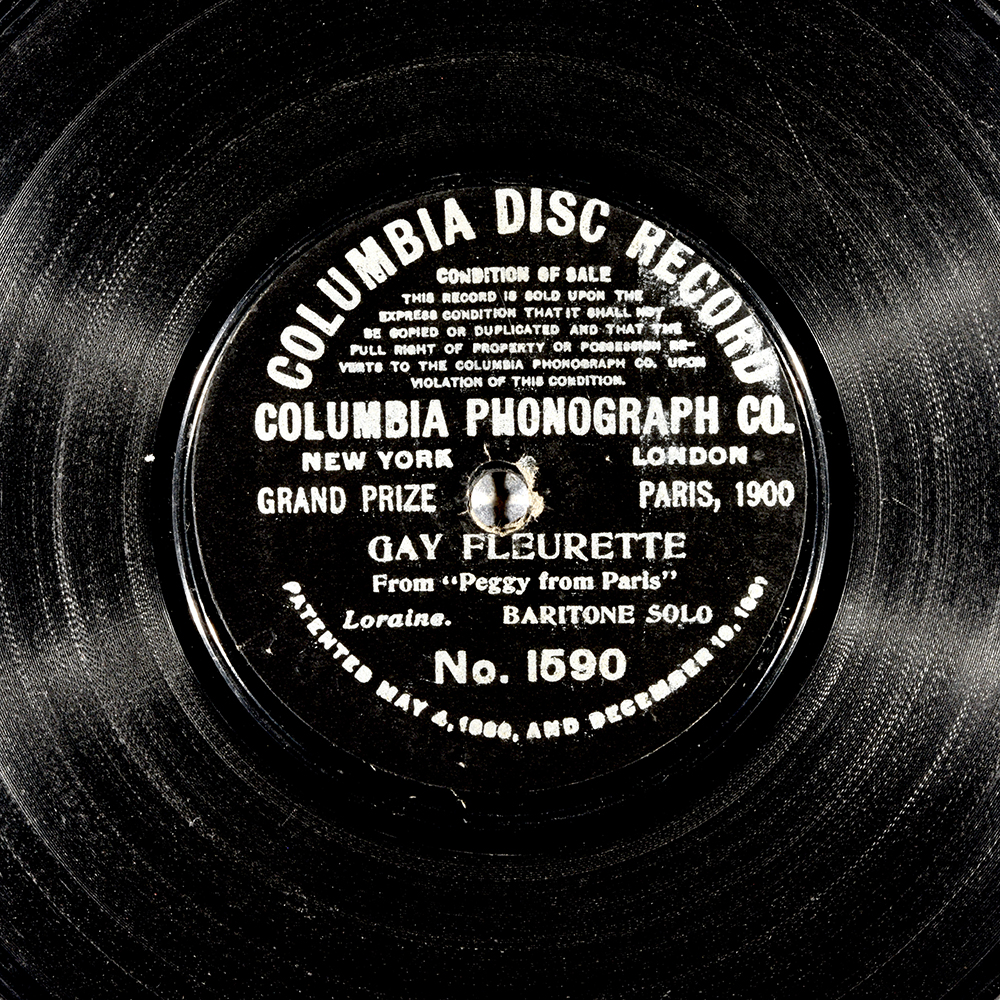 COLUMBIA DISC RECORD
CONDITION OF SALE
THIS RECORD IS SOLD UPON THE
EXPRESS CONDITION THAT IT SHALL NOT
BE COPIED OR DUPLICATED AND THAT THE
FULL RIGHT OF PROPERTY OR POSSESSION RE-
VERTS TO THE COLUMBIA PHONOGRAPH CO. UPON
VIOLATION OF THIS CONDITION.
COLUMBIA PHONOGRAPH CO.
NEW YORK LONDON
GRAND PRIZE PARIS, 1900
GAY FLEURETTE
From "Peggy from Paris"
Loraine. BARITONE SOLO
No. 1590
PATENTED MAY 4, AND DECEMBER 10, 1901